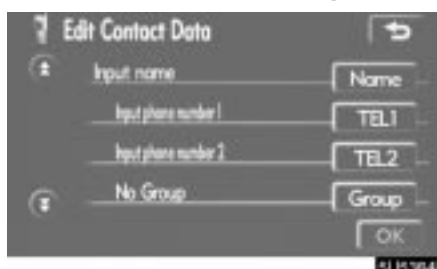 Edit Contact Data
Input name Name
Input phone number 1 TEL1
Input phone number 2 TEL2
No Group Group
OK